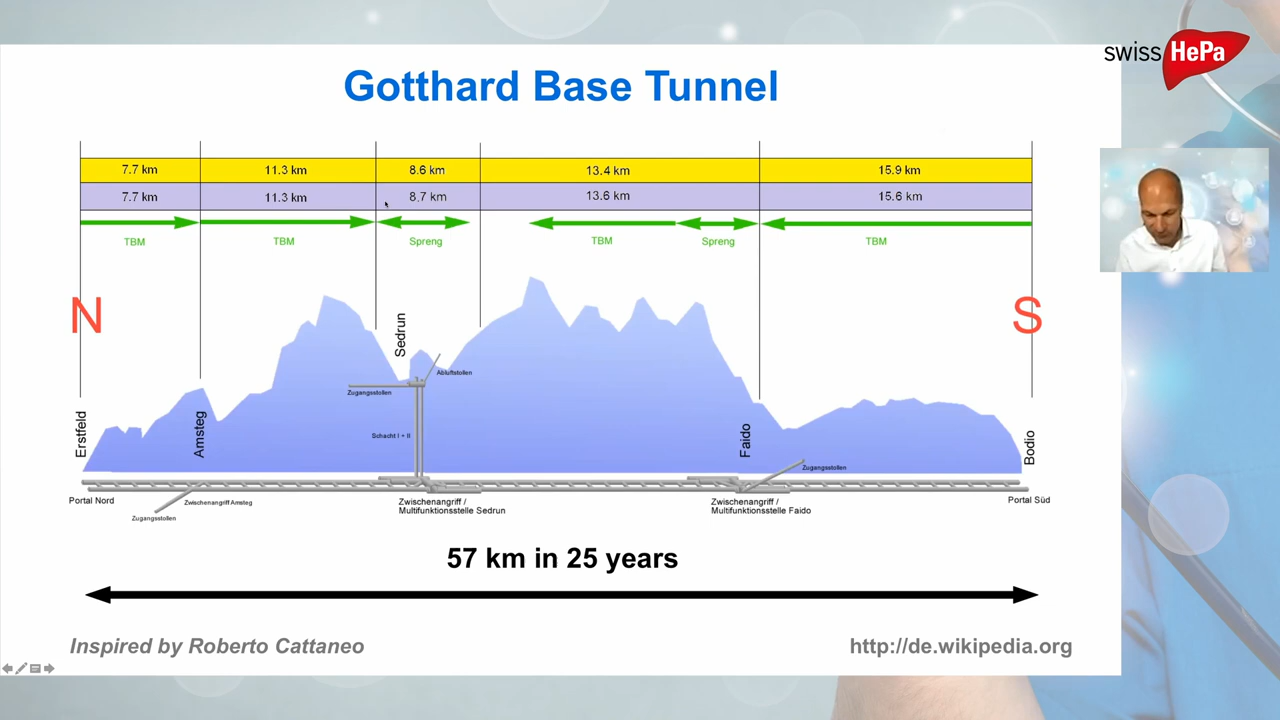 swiss HePa
Gotthard Base Tunnel
7.7 km 11.3 km 8.6 km 13.4 km 15.9 km
7.7 km 11.3 km 8.7 km 13.6 km 15.6 km
TBM TBM Spreng TBM Spreng TBM
N S
Sedrun
Abluftstollen
Zugangsstollen
Schacht I + II
Erstfeld Amsteg Faido Bodio
Zugangsstollen
Portal Nord Zwischenangriff Amsteg Zwischenangriff / Zwischenangriff / Portal Süd
Multifunktionsstelle Sedrun Multifunktionsstelle Faido
Zugangsstollen
57 km in 25 years
Inspired by Roberto Cattaneo http://de.wikipedia.org